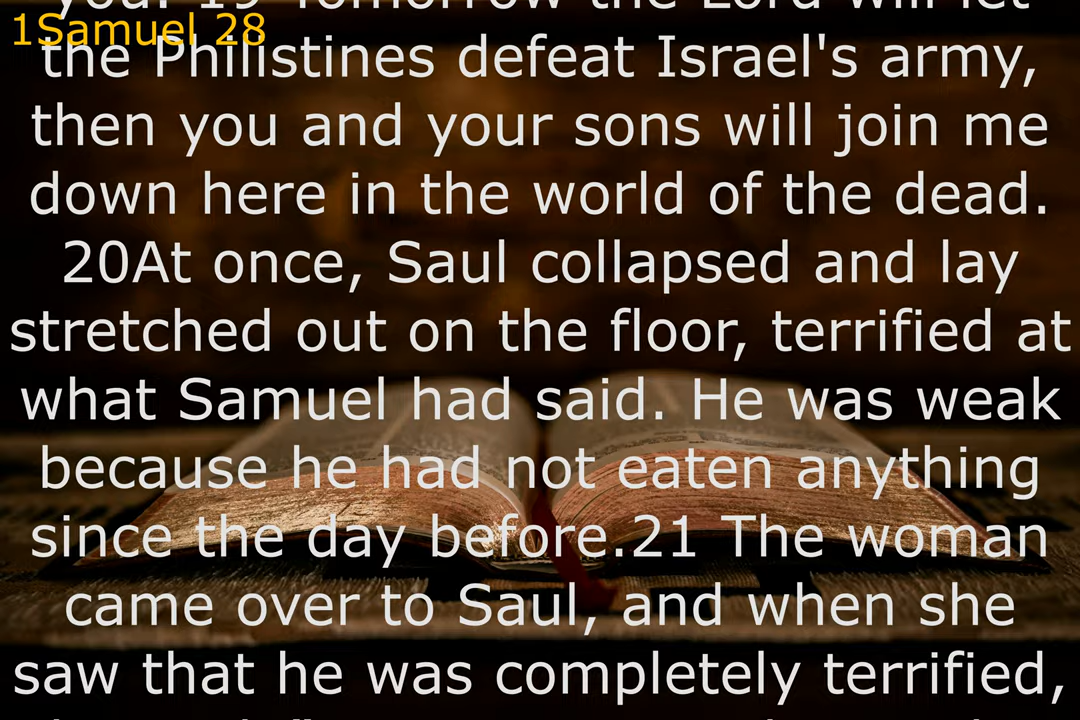 you. 19 Tomorrow the Lord will let
1Samuel 28
the Philistines defeat Israel's army,
then you and your sons will join me
down here in the world of the dead.
20At once, Saul collapsed and lay
stretched out on the floor, terrified at
what Samuel had said. He was weak
because he had not eaten anything
since the day before.21 The woman
came over to Saul, and when she
saw that he was completely terrified,